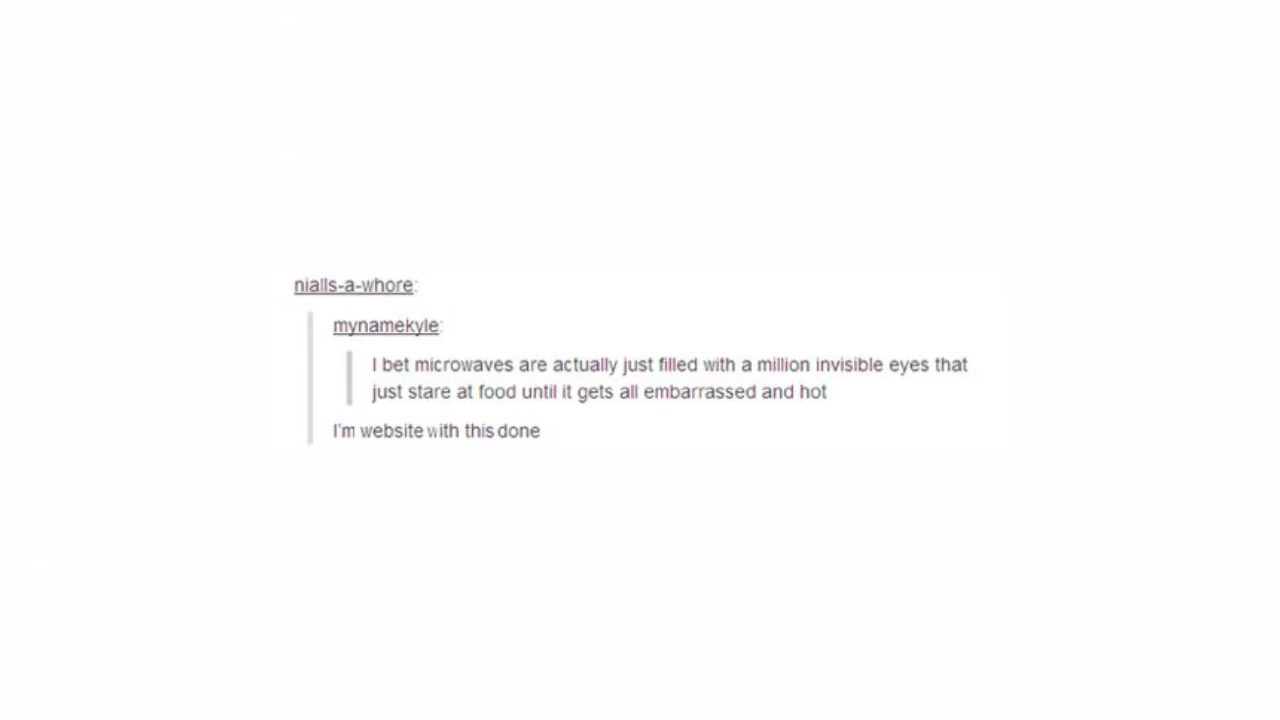 nialls-a-whore:
mynamekyle:
I bet microwaves are actually just filled with a million invisible eyes that
just stare at food until it gets all embarrassed and hot
I'm website with this done